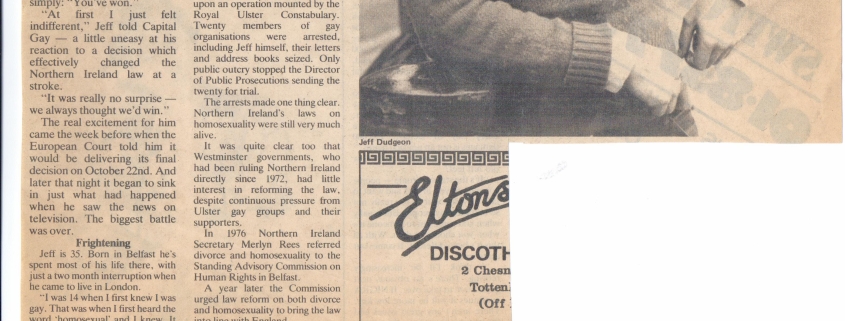 simply: "You've won."
"At first I just felt
indifferent," Jeff told Capital
Gay — a little uneasy at his
reaction to a decision which
effectively changed the
Northern Ireland law at a
stroke.
"It was really no surprise —
we always thought we'd win."
The real excitement for him
came the week before when the
European Court told him it
would be delivering its final
decision on October 22nd. And
later that night it began to sink
in just what had happened
when he saw the news on
television. The biggest battle
was over.
Frightening
Jeff is 35. Born in Belfast he's
spent most of his life there, with
just a two month interruption when
he came to live in London.
"I was 14 when I first knew I was
gay. That was when I first heard the
word 'homosexual' and I knew. It
upon an operation mounted by the
Royal Ulster Constabulary.
Twenty members of gay
organisations were arrested,
including Jeff himself, their letters
and address books seized. Only
public outcry stopped the Director
of Public Prosecutions sending the
twenty for trial.
The arrests made one thing clear.
Northern Ireland's laws on
homosexuality were still very much
alive.
It was quite clear too that
Westminster governments, who
had been ruling Northern Ireland
directly since 1972, had little
interest in reforming the law,
despite continuous pressure from
Ulster gay groups and their
supporters.
In 1976 Northern Ireland
Secretary Merlyn Rees referred
divorce and homosexuality to the
Standing Advisory Commission on
Human Rights in Belfast.
A year later the Commission
urged law reform on both divorce
and homosexuality to bring the law
into line with England.
Jeff Dudgeon
Eltons
DISCOTH
2 Chesn
Totten
(Off